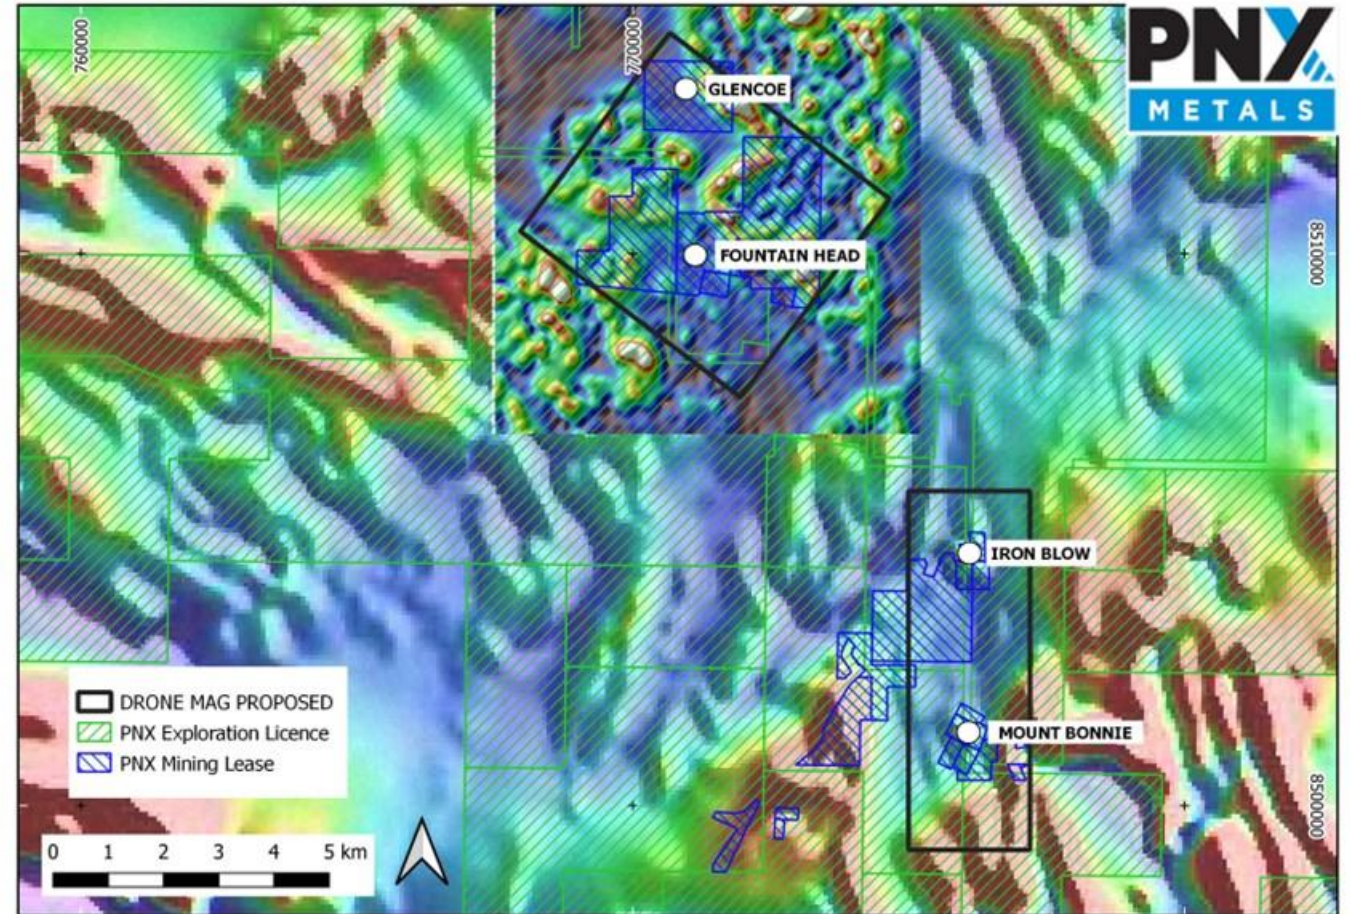 760000
770000
PNX
METALS
GLENCOE
FOUNTAIN HEAD
8510000
IRON BLOW
MOUNT BONNIE
DRONE MAG PROPOSED
PNX Exploration Licence
PNX Mining Lease
8500000
0 1 2 3 4 5 km